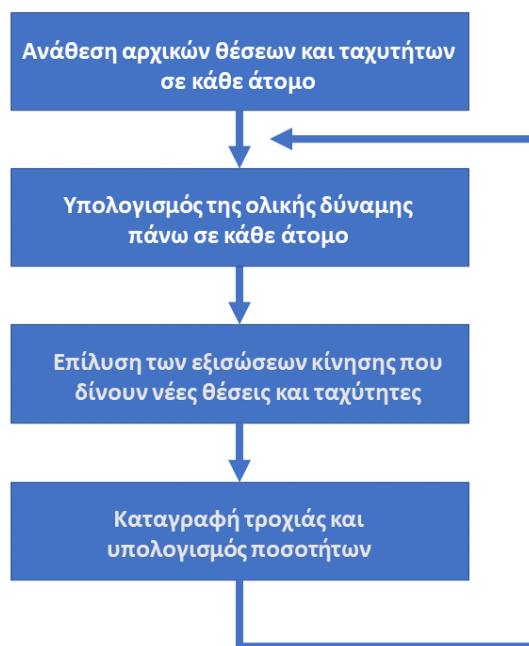 Ανάθεση αρχικών θέσεων και ταχυτήτων
σε κάθε άτομο
Υπολογισμός της ολικής δύναμης
πάνω σε κάθε άτομο
Επίλυση των εξισώσεων κίνησης που
δίνουν νέες θέσεις και ταχύτητες
Καταγραφή τροχιάς και
υπολογισμός ποσοτήτων